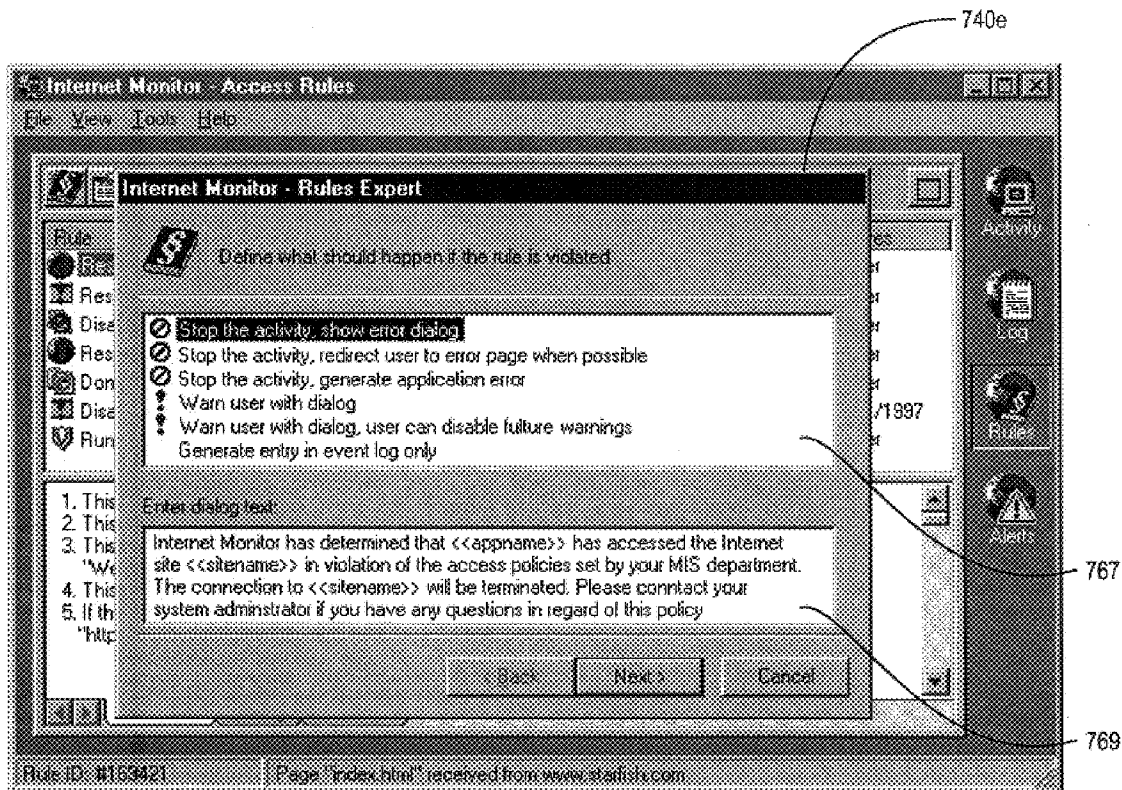 740e
Internet Monitor - Access Rules
File View Tools Help
Internet Monitor - Rules Expert
Define what should happen if the rule is violated
Rule
Res
Disa
Res
Don
Disa
Run
er
er
er
er
er
/1997
er
Stop the activity, show error dialog
Stop the activity, redirect user to error page when possible
Stop the activity, generate application error
Warn user with dialog
Warn user with dialog, user can disable fulture warnings
Generate entry in event log only
Activity
Log
Rules
Alerts
767
1. This
2. This
3. This
"We
4. This
5. If th
"http
Enter dialog text:
Internet Monitor has determined that <<appname>> has accessed the Internet
site <<sitename>> in violation of the access policies set by your MIS department.
The connection to <<sitename>> will be terminated. Please conntact your
system adminstrator if you have any questions in regard of this policy
< Back Next > Cancel
769
Rule ID: #163421 Page "index.html" received from www.starfish.com